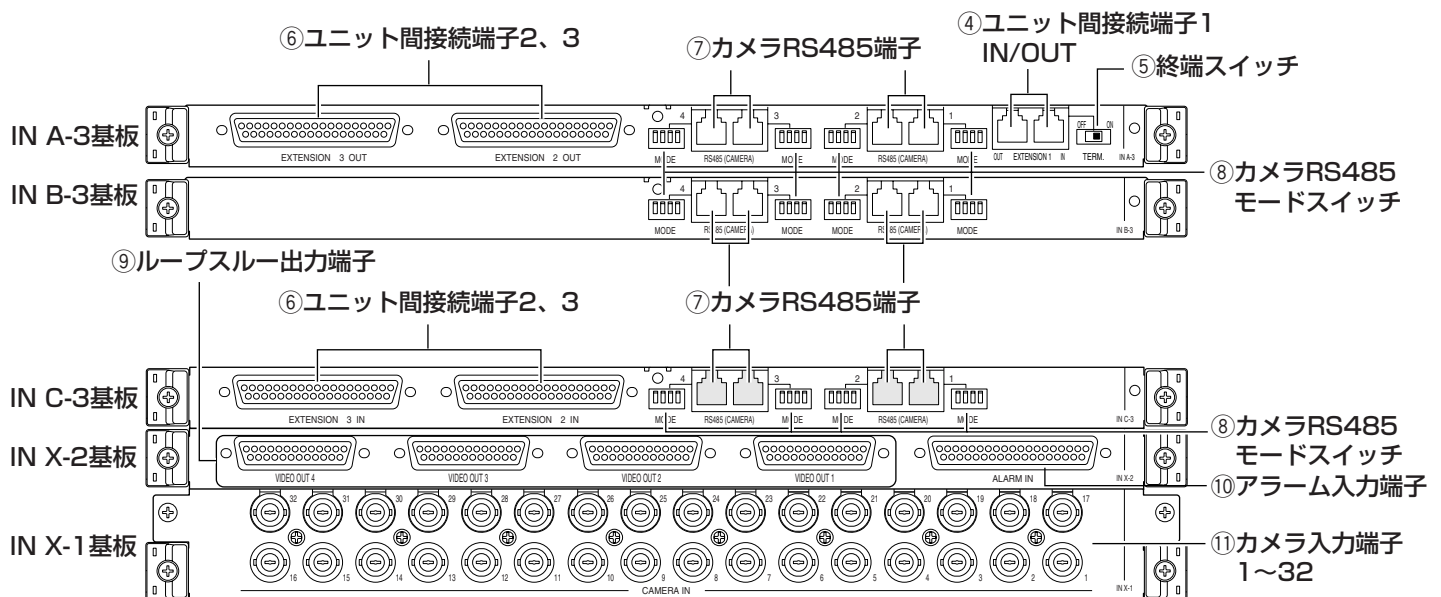 ⑥ユニット間接続端子2、3
⑦カメラRS485端子
④ユニット間接続端子1
IN/OUT
⑤終端スイッチ
IN A-3基板
EXTENSION 3 OUT
EXTENSION 2 OUT
4
3
2
1
MODE
RS485 (CAMERA)
MODE
MODE
RS485 (CAMERA)
MODE
OUT EXTENSION 1 IN
OFF ON
TERM.
IN A-3
⑧カメラRS485
モードスイッチ
IN B-3基板
4
3
2
1
MODE
RS485 (CAMERA)
MODE
MODE
RS485 (CAMERA)
MODE
IN B-3
⑨ループスルー出力端子
⑥ユニット間接続端子2、3
⑦カメラRS485端子
IN C-3基板
EXTENSION 3 IN
EXTENSION 2 IN
4
3
2
1
MODE
RS485 (CAMERA)
MODE
MODE
RS485 (CAMERA)
MODE
IN C-3
⑧カメラRS485
モードスイッチ
IN X-2基板
VIDEO OUT 4
VIDEO OUT 3
VIDEO OUT 2
VIDEO OUT 1
ALARM IN
IN X-2
⑩アラーム入力端子
IN X-1基板
32 31 30 29 28 27 26 25 24 23 22 21 20 19 18 17
16 15 14 13 12 11 10 9 8 7 6 5 4 3 2 1
CAMERA IN
IN X-1
⑪カメラ入力端子
1～32